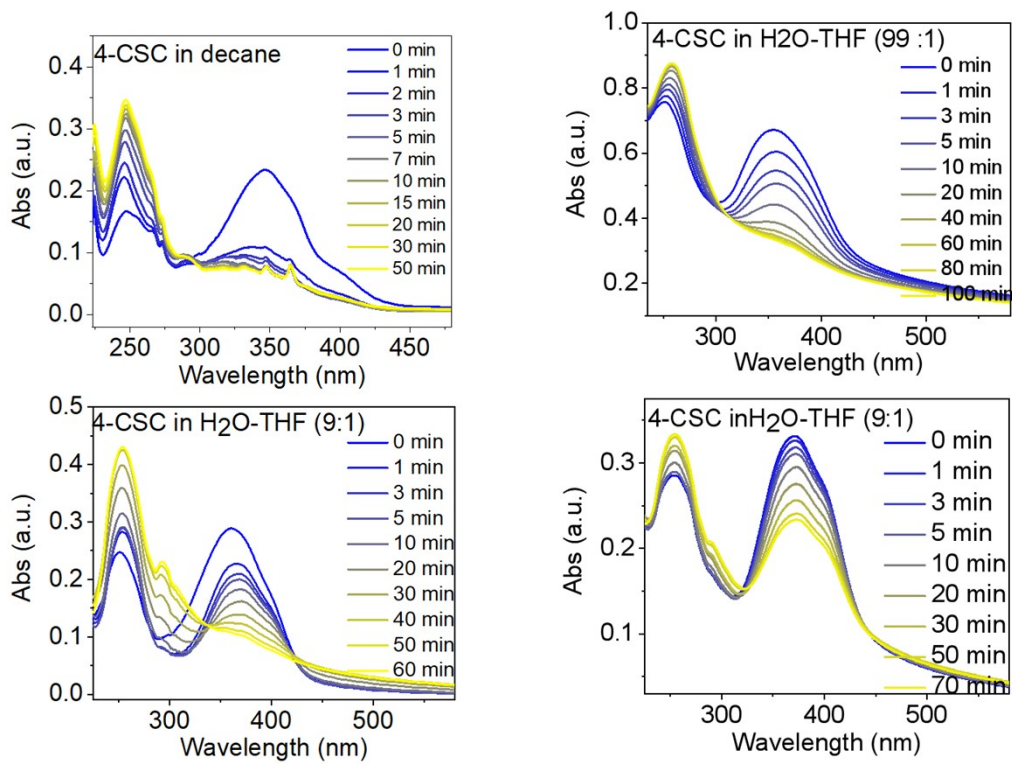 4-CSC in decane
0 min
1 min
2 min
3 min
5 min
7 min
10 min
15 min
20 min
30 min
50 min
Abs (a.u.)
0.4
0.3
0.2
0.1
0.0
250 300 350 400 450
Wavelength (nm)
4-CSC in H2O-THF (99 :1)
0 min
1 min
3 min
5 min
10 min
20 min
40 min
60 min
80 min
100 min
Abs (a.u.)
1.0
0.8
0.6
0.4
0.2
300 400 500
Wavelength (nm)
4-CSC in H2O-THF (9:1)
0 min
1 min
3 min
5 min
10 min
20 min
30 min
40 min
50 min
60 min
Abs (a.u.)
0.5
0.4
0.3
0.2
0.1
0.0
300 400 500
Wavelength (nm)
4-CSC inH2O-THF (9:1)
0 min
1 min
3 min
5 min
10 min
20 min
30 min
50 min
70 min
Abs (a.u.)
0.3
0.2
0.1
300 400 500
Wavelength (nm)